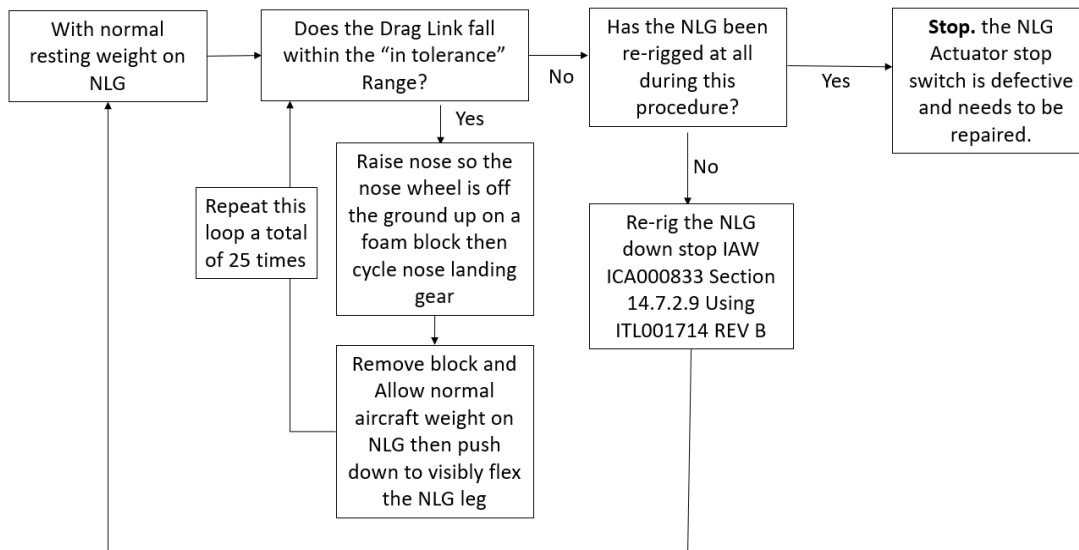 With normal
resting weight on
NLG
Does the Drag Link fall
within the “in tolerance”
Range?
No
Has the NLG been
re-rigged at all
during this
procedure?
Yes
Stop. the NLG
Actuator stop
switch is defective
and needs to be
repaired.
Yes
Raise nose so the
nose wheel is off
the ground up on a
foam block then
cycle nose landing
gear
Repeat this
loop a total
of 25 times
No
Re-rig the NLG
down stop IAW
ICA000833 Section
14.7.2.9 Using
ITL001714 REV B
Remove block and
Allow normal
aircraft weight on
NLG then push
down to visibly flex
the NLG leg